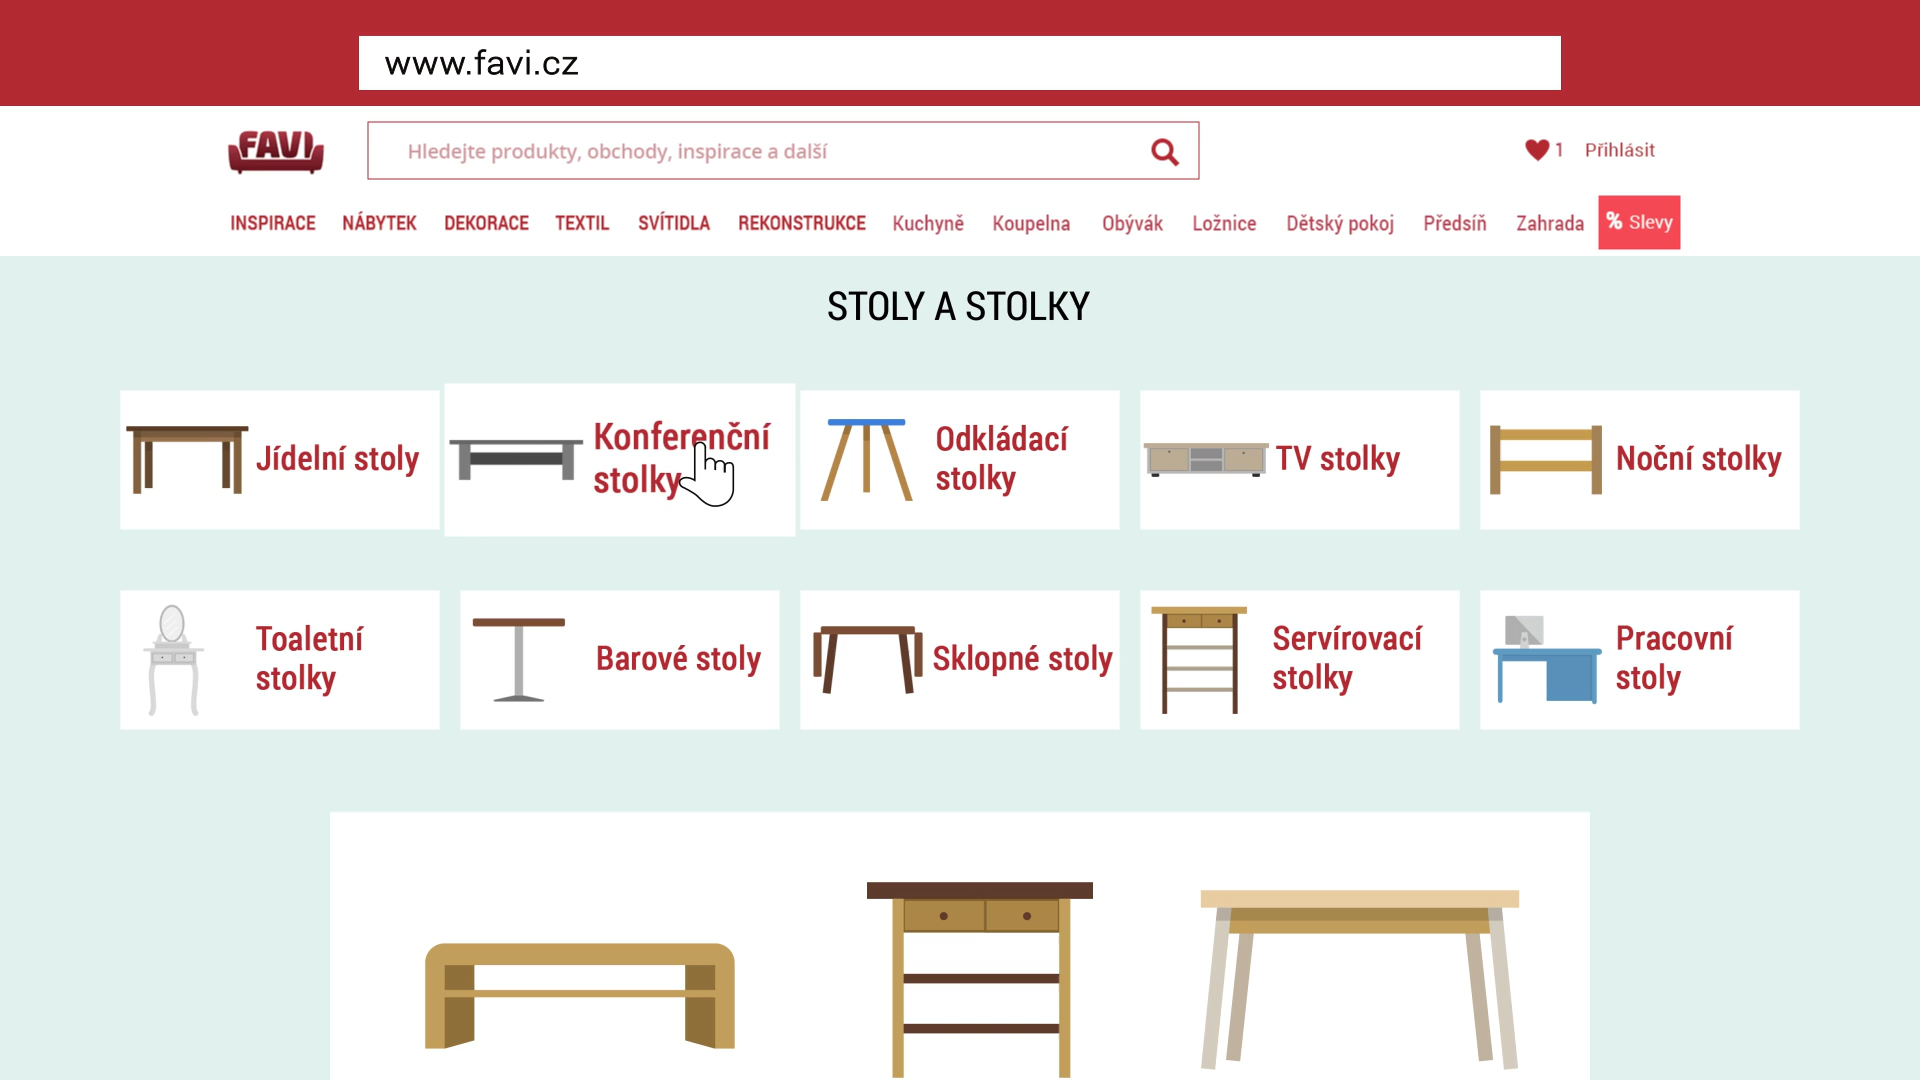 www.favi.cz
FAVI
Hledejte produkty, obchody, inspirace a další
1 Přihlásit
INSPIRACE NÁBYTEK DEKORACE TEXTIL SVÍTIDLA REKONSTRUKCE Kuchyně Koupelna Obývák Ložnice Dětský pokoj Předsíň Zahrada % Slevy
STOLY A STOLKY
Jídelní stoly
Konferenční
stolky
Odkládací
stolky
TV stolky
Noční stolky
Toaletní
stolky
Barové stoly
Sklopné stoly
Servírovací
stolky
Pracovní
stoly